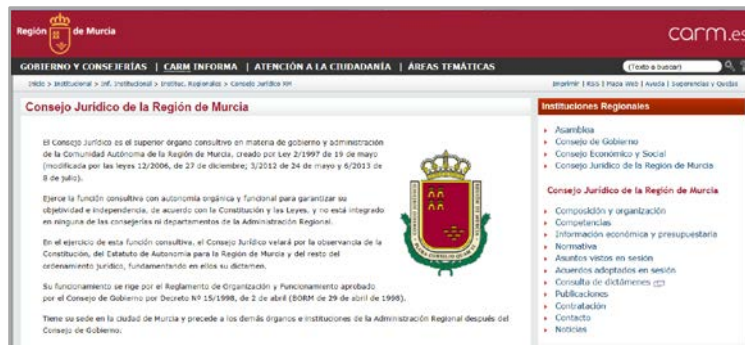 Región de Murcia
carm.es
GOBIERNO Y CONSEJERÍAS | CARM INFORMA | ATENCIÓN A LA CIUDADANÍA | ÁREAS TEMÁTICAS
(Texto a buscar)
Inicio > Institucional > Inf. Institucional > Instituc. Regionales > Consejo Jurídico RM
Imprimir | RSS | Mapa Web | Ayuda | Sugerencias y Quejas
Consejo Jurídico de la Región de Murcia
El Consejo Jurídico es el superior órgano consultivo en materia de gobierno y administración
de la Comunidad Autónoma de la Región de Murcia, creado por Ley 2/1997 de 19 de mayo
(modificada por las leyes 12/2006, de 27 de diciembre; 3/2012 de 24 de mayo y 6/2013 de
8 de julio).
Ejerce la función consultiva con autonomía orgánica y funcional para garantizar su
objetividad e independencia, de acuerdo con la Constitución y las Leyes, y no está integrado
en ninguna de las consejerías ni departamentos de la Administración Regional.
En el ejercicio de esta función consultiva, el Consejo Jurídico velará por la observancia de la
Constitución, del Estatuto de Autonomía para la Región de Murcia y del resto del
ordenamiento jurídico, fundamentando en ellos su dictamen.
Su funcionamiento se rige por el Reglamento de Organización y Funcionamiento aprobado
por el Consejo de Gobierno por Decreto Nº 15/1998, de 2 de abril (BORM de 29 de abril de 1998).
Tiene su sede en la ciudad de Murcia y precede a los demás órganos e instituciones de la Administración Regional después del
Consejo de Gobierno.
Instituciones Regionales
Asamblea
Consejo de Gobierno
Consejo Económico y Social
Consejo Jurídico de la Región de Murcia
Consejo Jurídico de la Región de Murcia
Composición y organización
Competencias
Información económica y presupuestaria
Normativa
Asuntos vistos en sesión
Acuerdos adoptados en sesión
Consulta de dictámenes
Publicaciones
Contratación
Contacto
Noticias